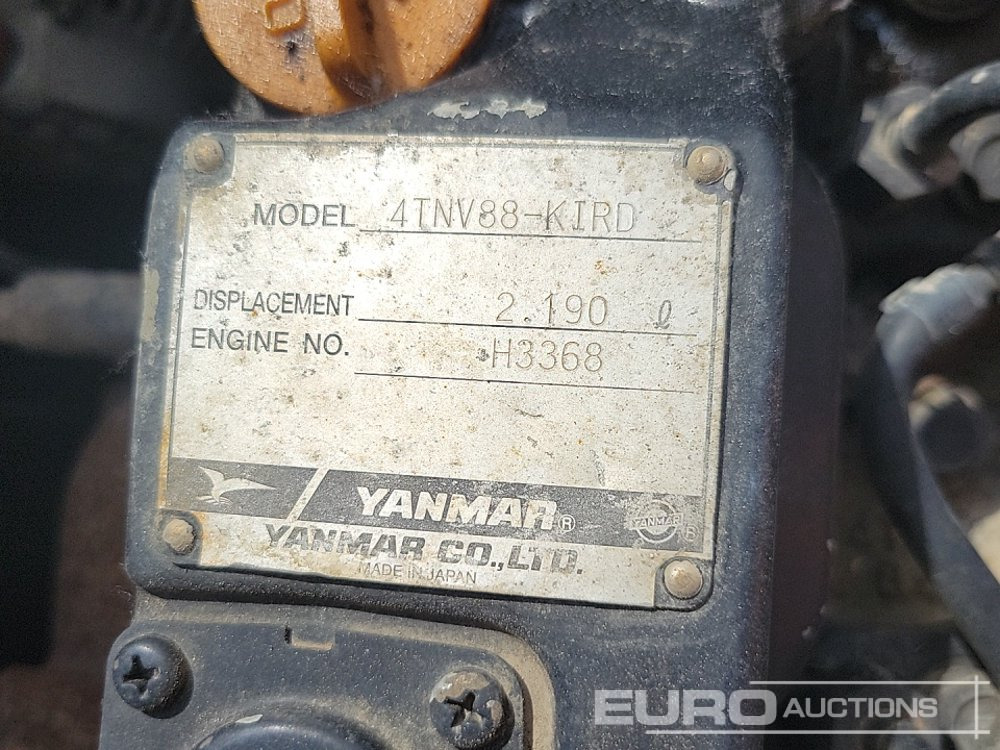 MODEL 4TNV88-KIRD
DISPLACEMENT 2.190 ℓ
ENGINE NO. H3368
YANMAR®
YANMAR ®
YANMAR CO.,LTD.
MADE IN JAPAN
EURO AUCTIONS